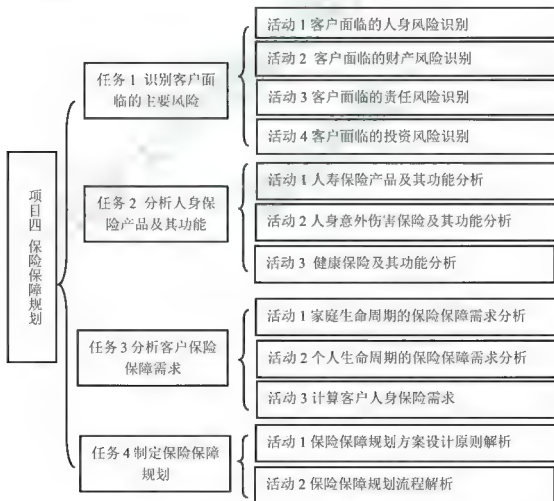 项目四 保险保障规划
任务 1 识别客户面
临的主要风险
活动 1 客户面临的人身风险识别
活动 2 客户面临的财产风险识别
活动 3 客户面临的责任风险识别
活动 4 客户面临的投资风险识别
任务 2 分析人身保
险产品及其功能
活动 1 人寿保险产品及其功能分析
活动 2 人身意外伤害保险及其功能分析
活动 3 健康保险及其功能分析
任务 3 分析客户保险
保障需求
活动 1 家庭生命周期的保险保障需求分析
活动 2 个人生命周期的保险保障需求分析
活动 3 计算客户人身保险需求
任务 4 制定保险保障
规划
活动 1 保险保障规划方案设计原则解析
活动 2 保险保障规划流程解析